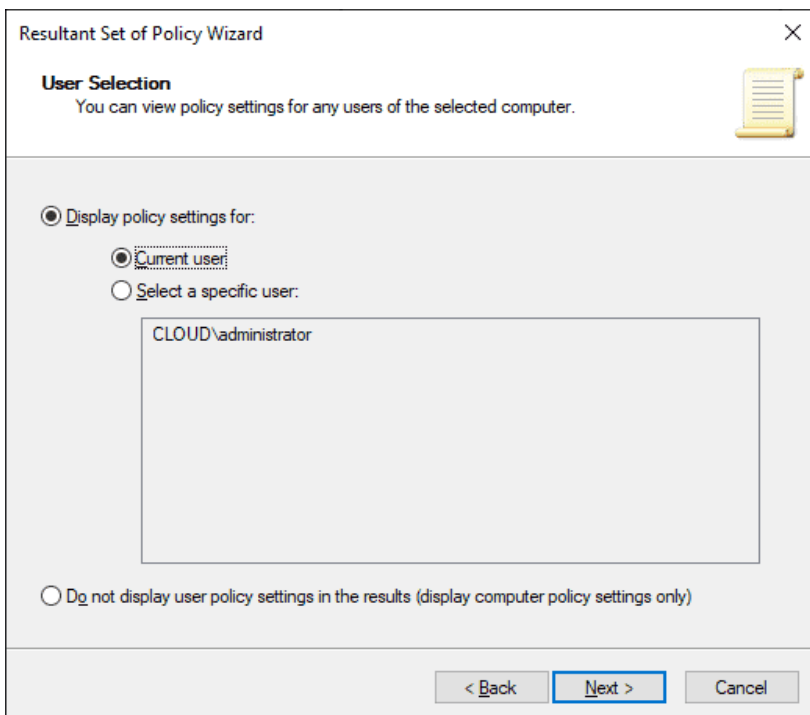 Resultant Set of Policy Wizard
User Selection
You can view policy settings for any users of the selected computer.
Display policy settings for:
Current user
Select a specific user:
CLOUD\administrator
Do not display user policy settings in the results (display computer policy settings only)
< Back Next > Cancel